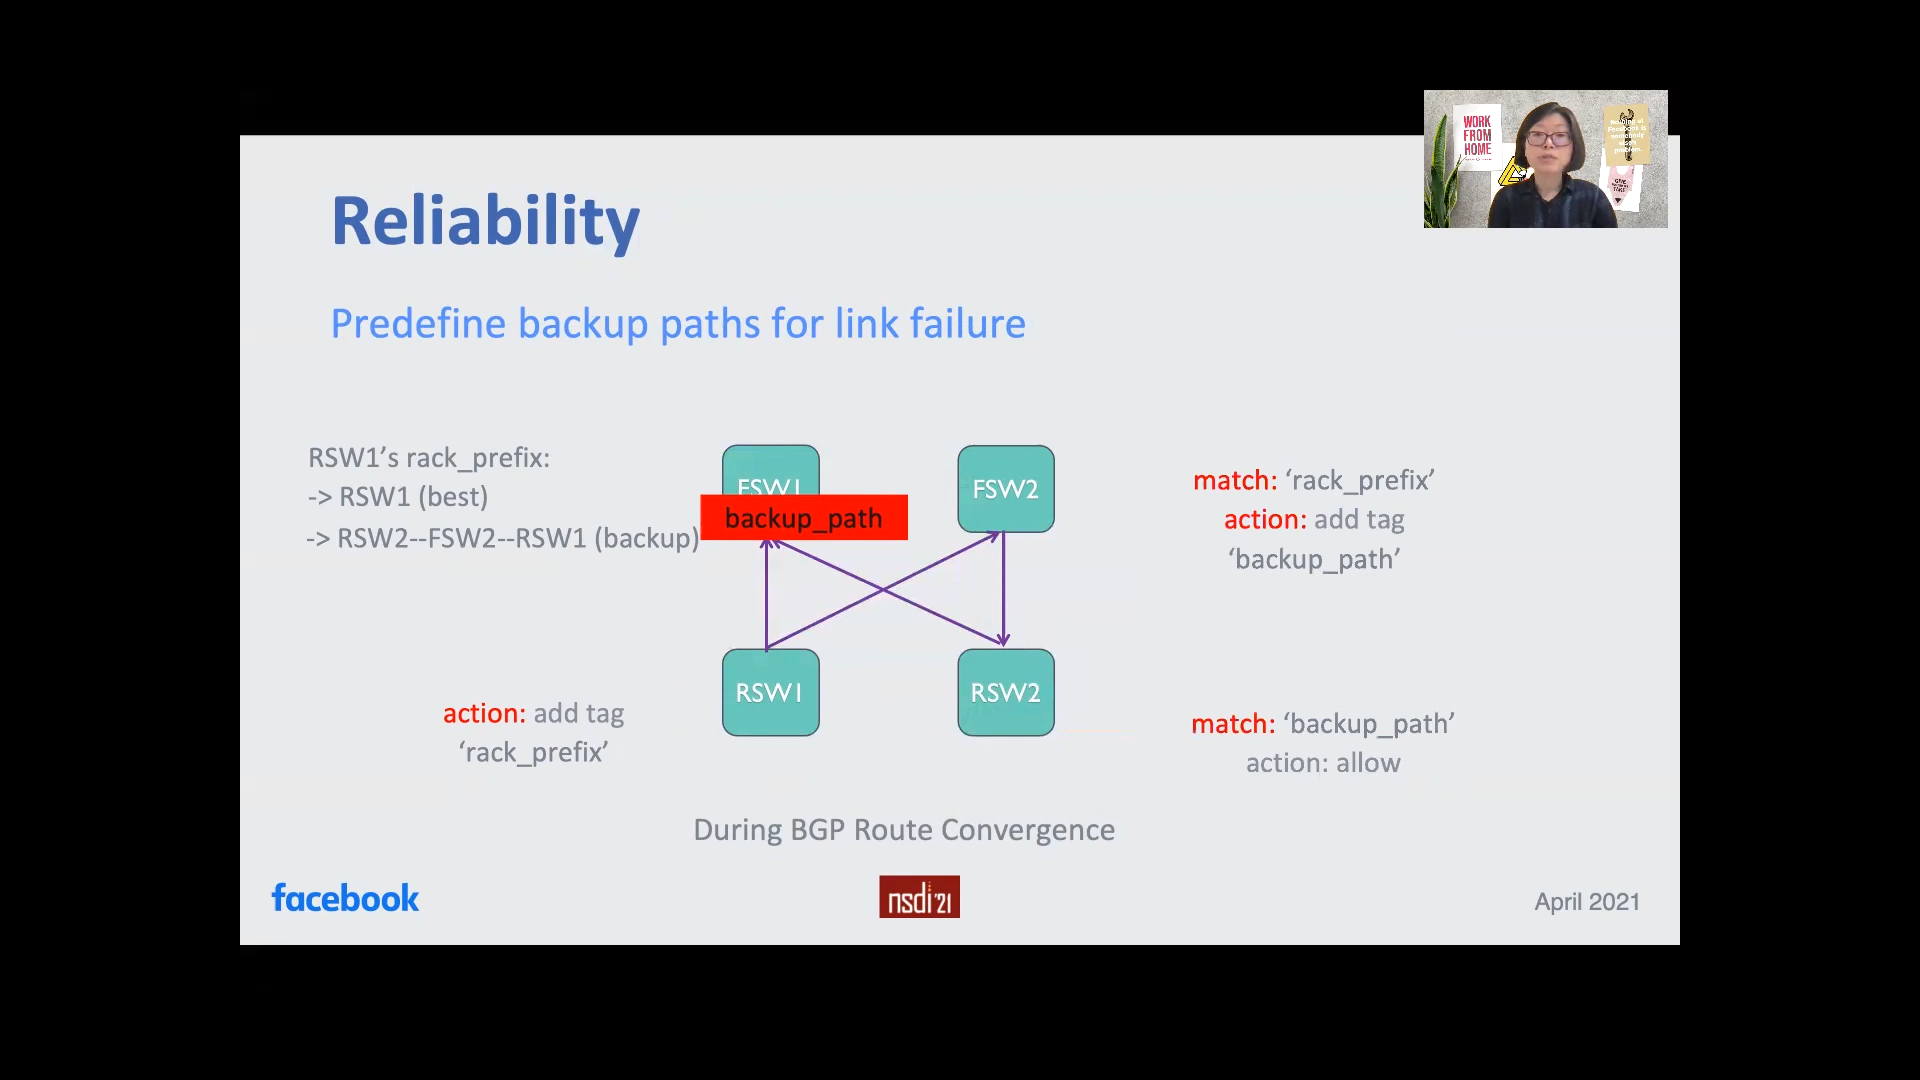 WORK
FROM
HOME
Reliability
Predefine backup paths for link failure
RSW1’s rack_prefix:
-> RSW1 (best)
-> RSW2--FSW2--RSW1 (backup)
FSW1
backup_path
FSW2
match: ‘rack_prefix’
action: add tag
‘backup_path’
RSW1
RSW2
action: add tag
‘rack_prefix’
match: ‘backup_path’
action: allow
During BGP Route Convergence
facebook
nsdi '21
April 2021